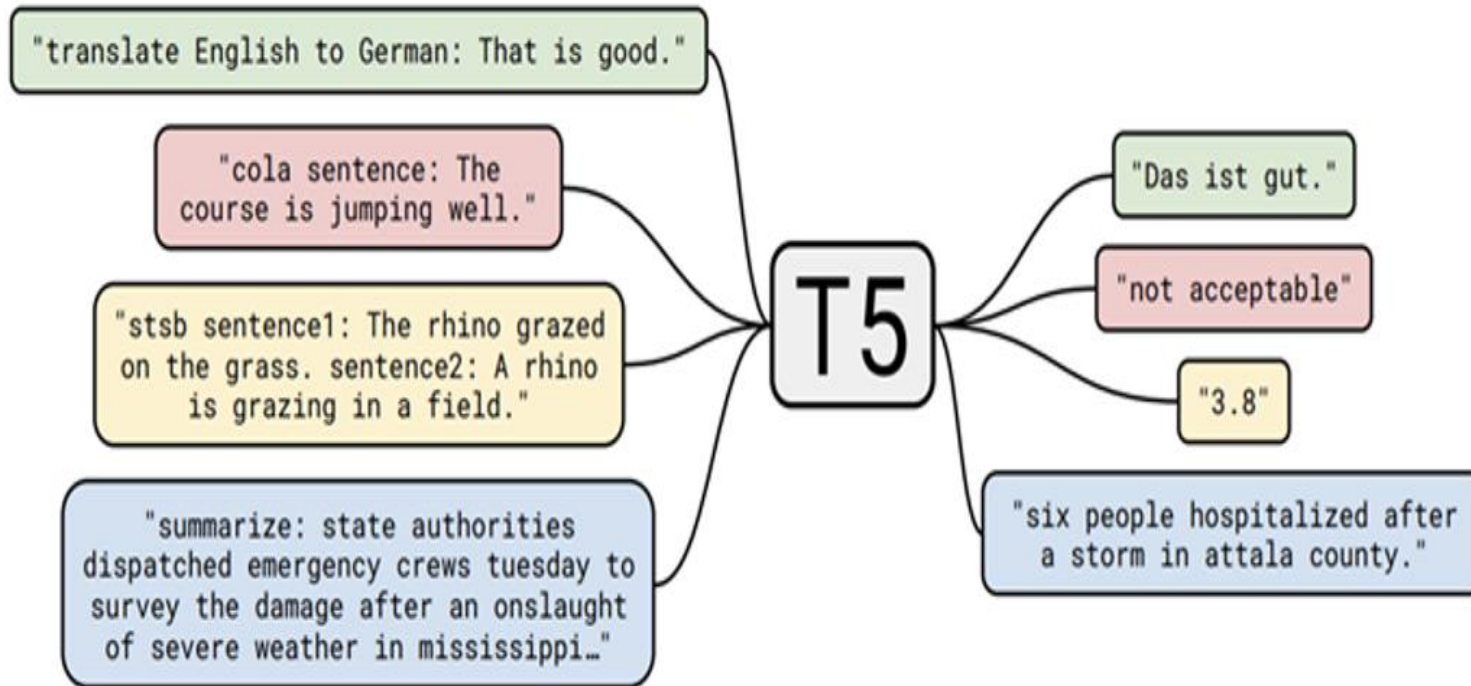 "translate English to German: That is good."
"cola sentence: The
course is jumping well."
"stsb sentence1: The rhino grazed
on the grass. sentence2: A rhino
is grazing in a field."
"summarize: state authorities
dispatched emergency crews tuesday to
survey the damage after an onslaught
of severe weather in mississippi…"
T5
"Das ist gut."
"not acceptable"
"3.8"
"six people hospitalized after
a storm in attala county."